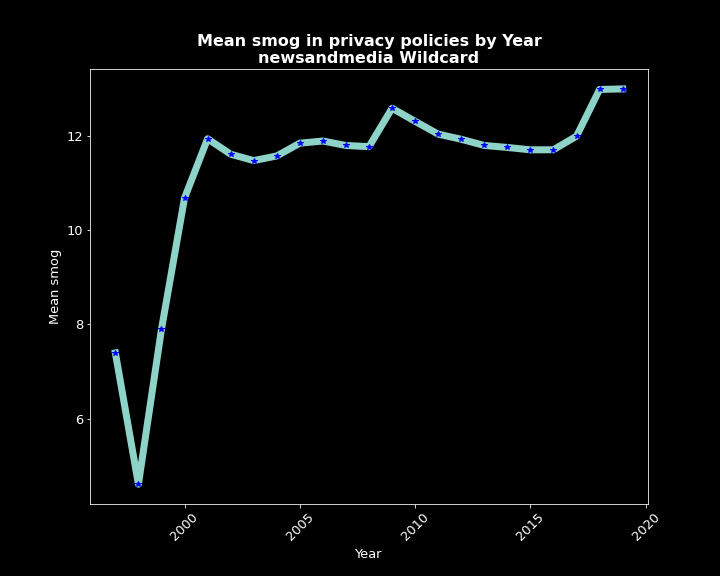 Mean smog in privacy policies by Year
newsandmedia Wildcard
12
10
8
6
Mean smog
2000
2005
2010
2015
2020
Year